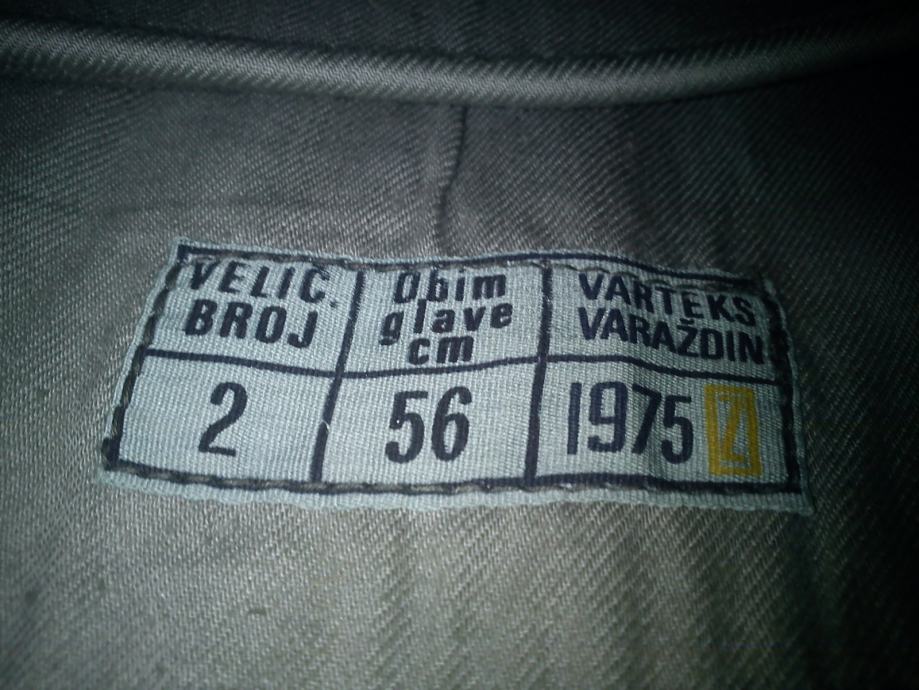 VELIČ.
BROJ
Obim
glave
cm
VARTEKS
VARAŽDIN
2
56
1975 Z